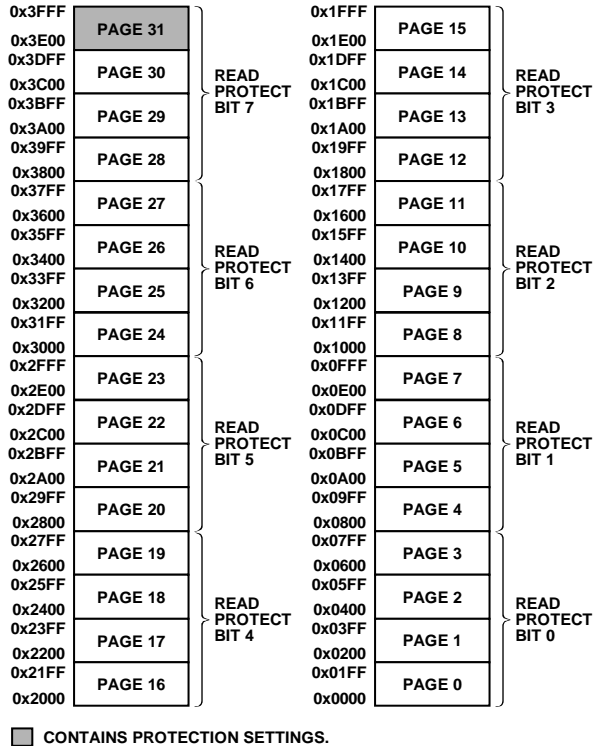 0x3FFF
PAGE 31
0x3E00
0x3DFF
PAGE 30
0x3C00
0x3BFF
PAGE 29
0x3A00
0x39FF
PAGE 28
0x3800
READ
PROTECT
BIT 7
0x37FF
PAGE 27
0x3600
0x35FF
PAGE 26
0x3400
0x33FF
PAGE 25
0x3200
0x31FF
PAGE 24
0x3000
READ
PROTECT
BIT 6
0x2FFF
PAGE 23
0x2E00
0x2DFF
PAGE 22
0x2C00
0x2BFF
PAGE 21
0x2A00
0x29FF
PAGE 20
0x2800
READ
PROTECT
BIT 5
0x27FF
PAGE 19
0x2600
0x25FF
PAGE 18
0x2400
0x23FF
PAGE 17
0x2200
0x21FF
PAGE 16
0x2000
READ
PROTECT
BIT 4
0x1FFF
PAGE 15
0x1E00
0x1DFF
PAGE 14
0x1C00
0x1BFF
PAGE 13
0x1A00
0x19FF
PAGE 12
0x1800
READ
PROTECT
BIT 3
0x17FF
PAGE 11
0x1600
0x15FF
PAGE 10
0x1400
0x13FF
PAGE 9
0x1200
0x11FF
PAGE 8
0x1000
READ
PROTECT
BIT 2
0x0FFF
PAGE 7
0x0E00
0x0DFF
PAGE 6
0x0C00
0x0BFF
PAGE 5
0x0A00
0x09FF
PAGE 4
0x0800
READ
PROTECT
BIT 1
0x07FF
PAGE 3
0x0600
0x05FF
PAGE 2
0x0400
0x03FF
PAGE 1
0x0200
0x01FF
PAGE 0
0x0000
READ
PROTECT
BIT 0
CONTAINS PROTECTION SETTINGS.